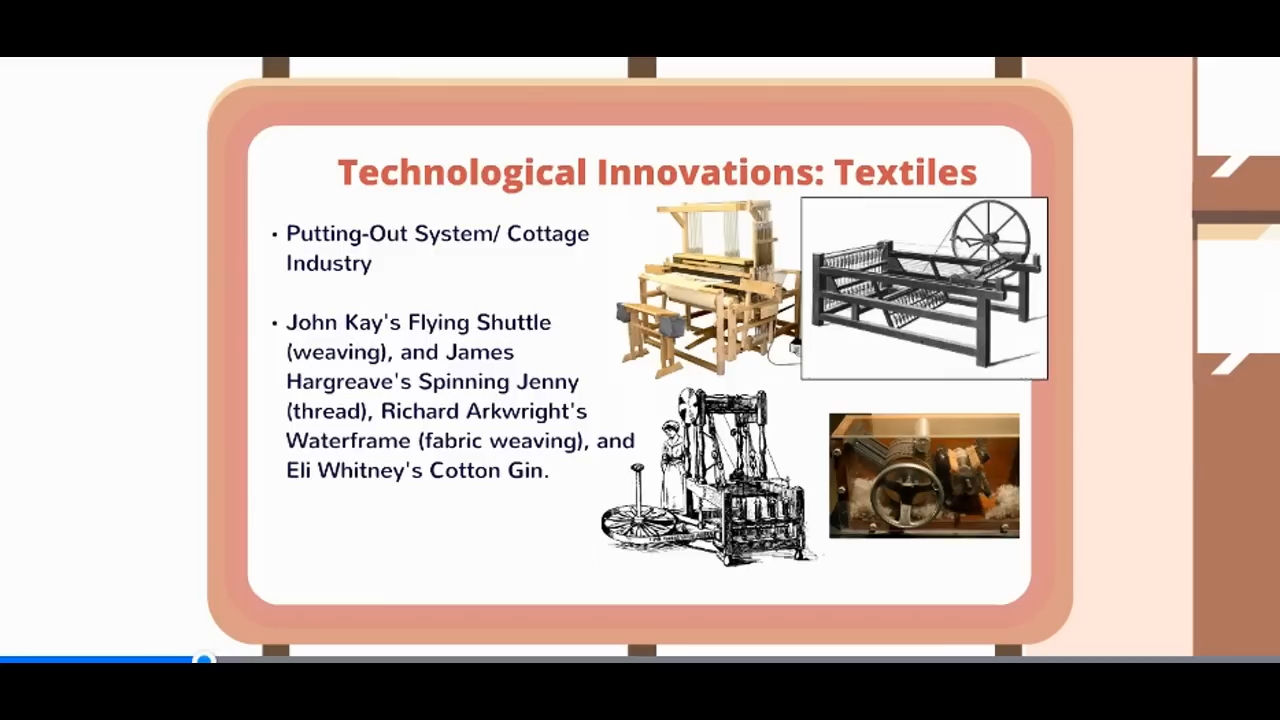 Technological Innovations: Textiles
• Putting-Out System/ Cottage
Industry
• John Kay's Flying Shuttle
(weaving), and James
Hargreave's Spinning Jenny
(thread), Richard Arkwright's
Waterframe (fabric weaving), and
Eli Whitney's Cotton Gin.